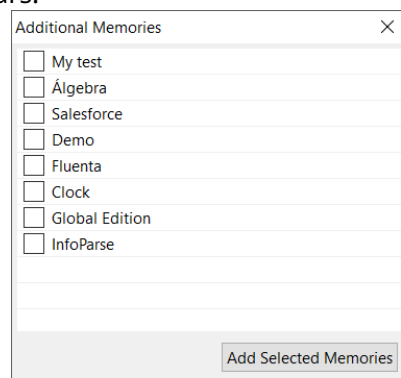 Additional Memories
My test
Álgebra
Salesforce
Demo
Fluenta
Clock
Global Edition
InfoParse
Add Selected Memories